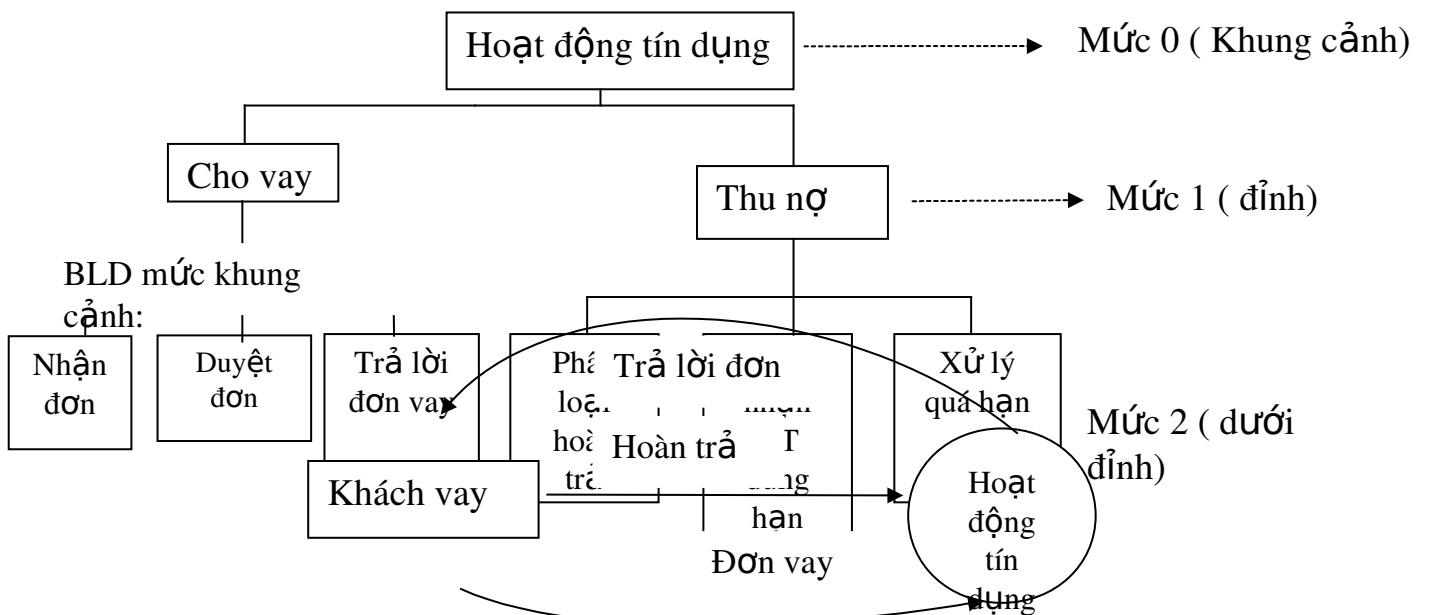 Hoạt động tín dụng
Mức 0 ( Khung cảnh)
Cho vay
Thu nợ
Mức 1 ( đỉnh)
BLD mức khung
cảnh:
Nhận
đơn
Duyệt
đơn
Trả lời
đơn vay
Trả lời đơn
Hoàn trả
hạn
Xử lý
quá hạn
Mức 2 ( dưới
đỉnh)
Khách vay
Hoạt
động
tín
dụng
Đơn vay